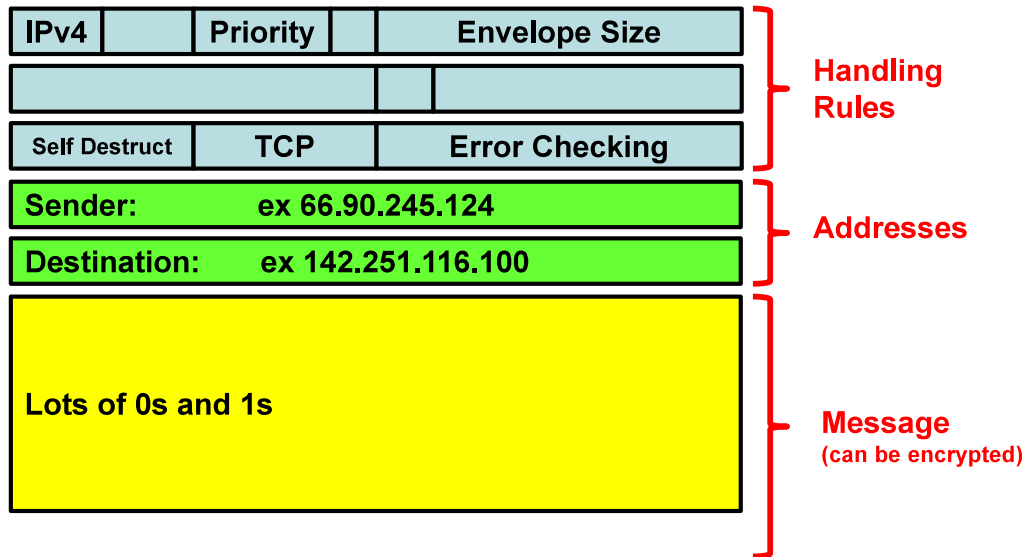 IPv4 Priority Envelope Size
Handling
Rules
Self Destruct TCP Error Checking
Sender: ex 66.90.245.124
Addresses
Destination: ex 142.251.116.100
Lots of 0s and 1s
Message
(can be encrypted)